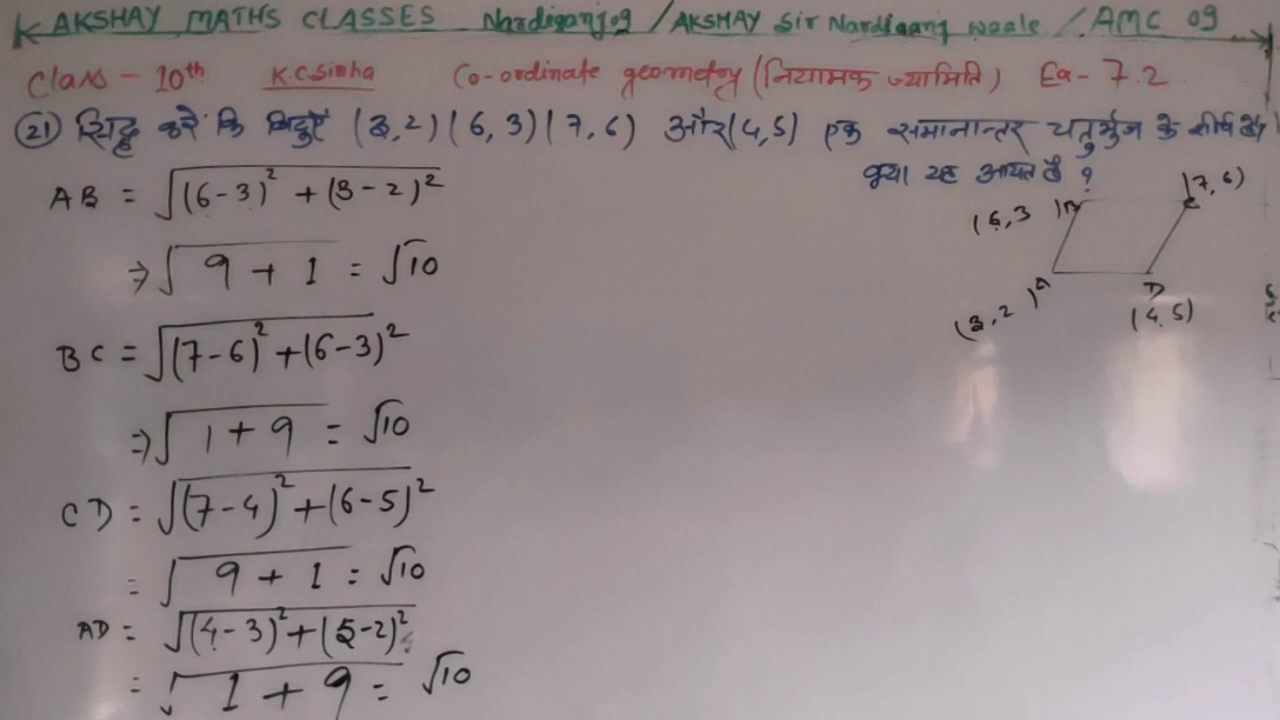 AKSHAY MATHS CLASSES Nardiganj 09 / AKSHAY Sir Nardiganj waale / AMC 09
Class - 10th K.C Sinha Co-ordinate geometry (नियामक ज्यामिति) Ex- 7.2
(21) सिद्ध करें कि बिंदुएँ (3,2) (6,3) (7,6) और (4,5) एक समानान्तर चतुर्भुज के शीर्ष हैं,
क्या यह आयत है ?
AB = √(6-3)² + (3-2)²
⇒ √9 + 1 = √10
BC = √(7-6)² + (6-3)²
⇒ √1 + 9 = √10
CD = √(7-4)² + (6-5)²
= √9 + 1 = √10
AD = √(4-3)² + (5-2)²
= √1 + 9 = √10
(6,3) B C (7,6)
(3,2) A D
(4,5)